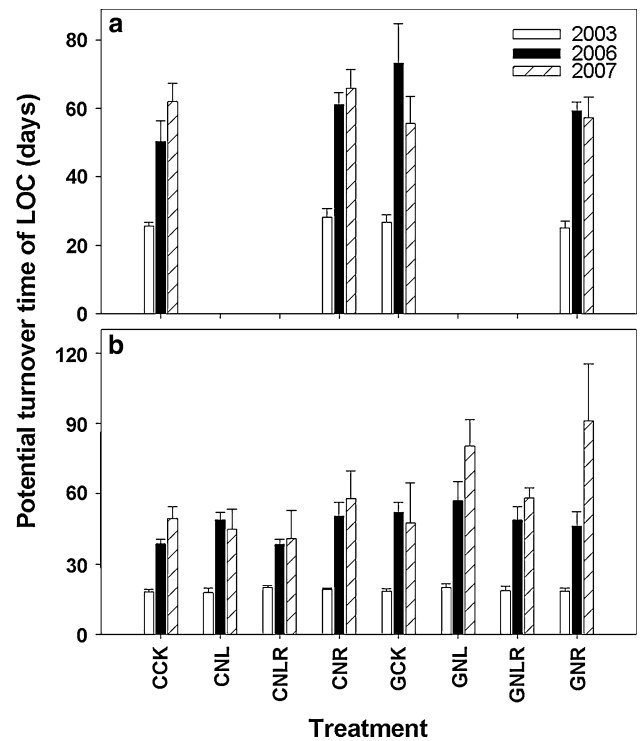 a
2003
2006
2007
80
60
40
20
0
b
120
90
60
30
0
Potential turnover time of LOC (days)
CCK
CNL
CNLR
CNR
GCK
GNL
GNLR
GNR
Treatment